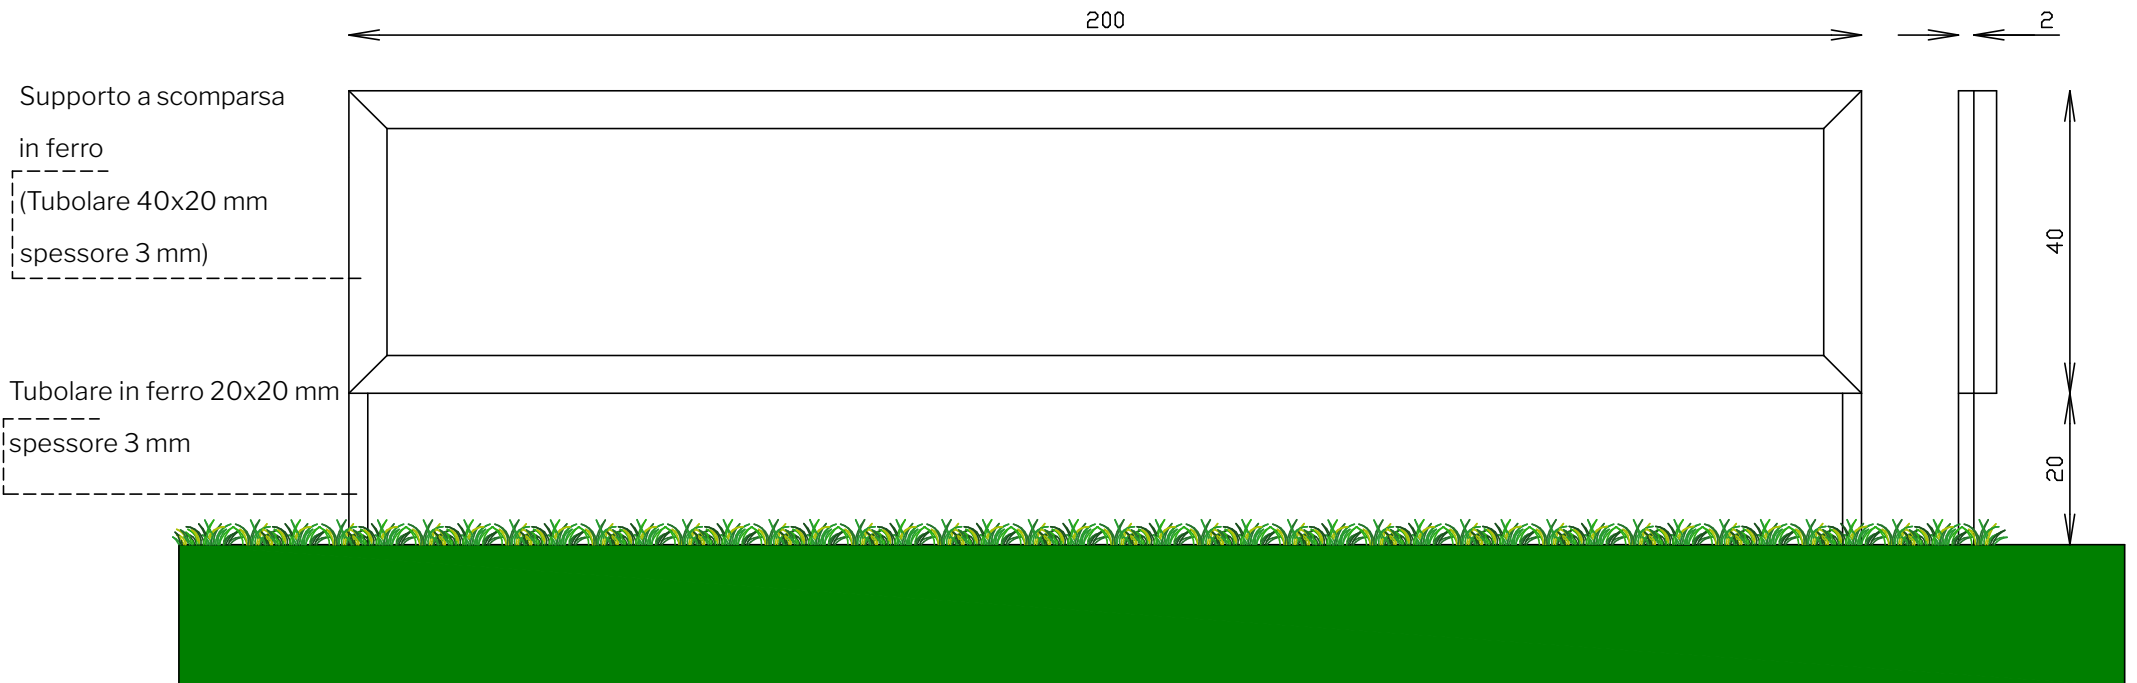 200
2
Supporto a scomparsa
in ferro
(Tubolare 40x20 mm
spessore 3 mm)
40
Tubolare in ferro 20x20 mm
spessore 3 mm
20